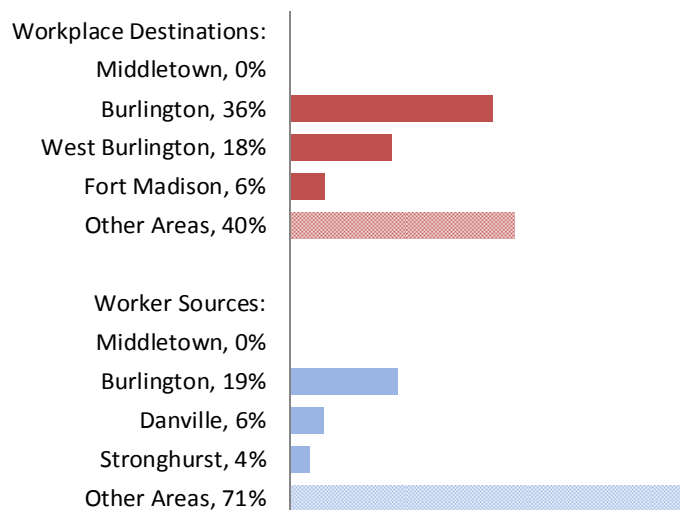 Workplace Destinations:
Middletown, 0%
Burlington, 36%
West Burlington, 18%
Fort Madison, 6%
Other Areas, 40%
Worker Sources:
Middletown, 0%
Burlington, 19%
Danville, 6%
Stronghurst, 4%
Other Areas, 71%